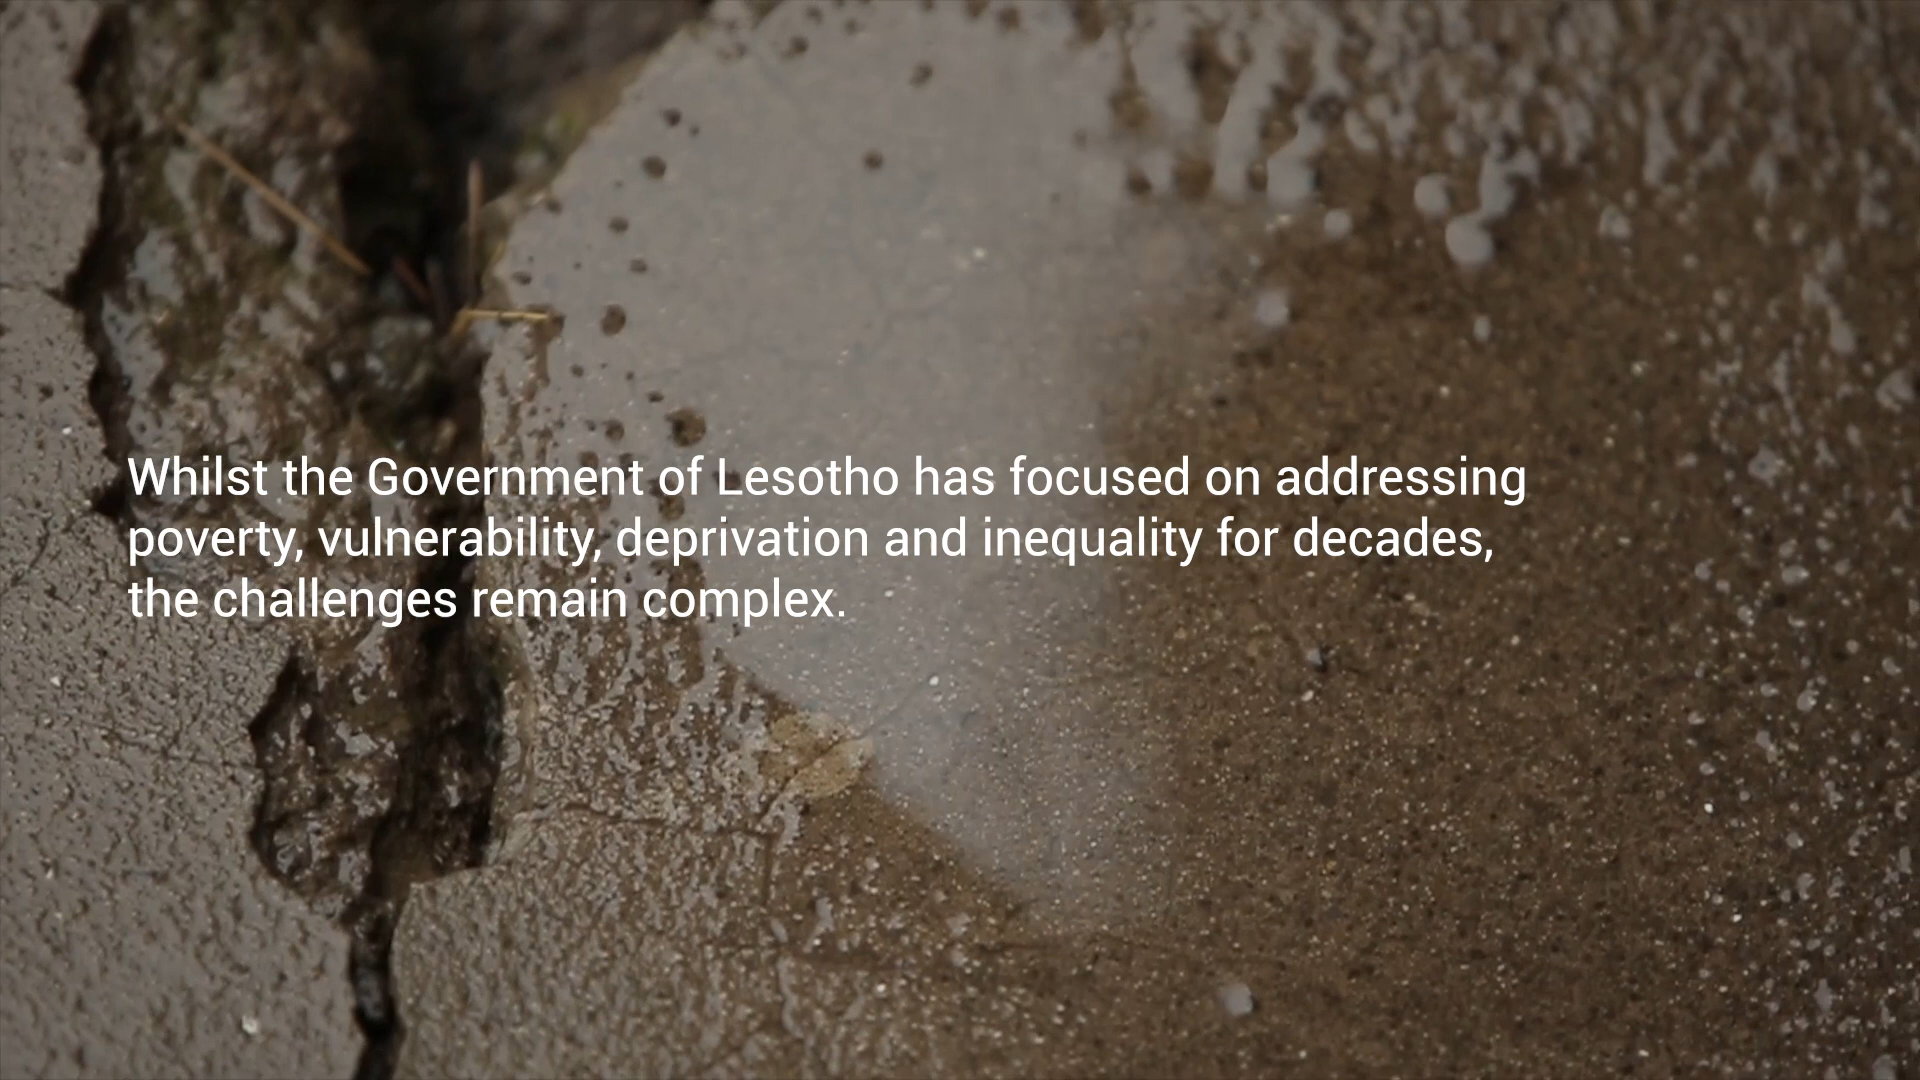 Whilst the Government of Lesotho has focused on addressing
poverty, vulnerability, deprivation and inequality for decades,
the challenges remain complex.